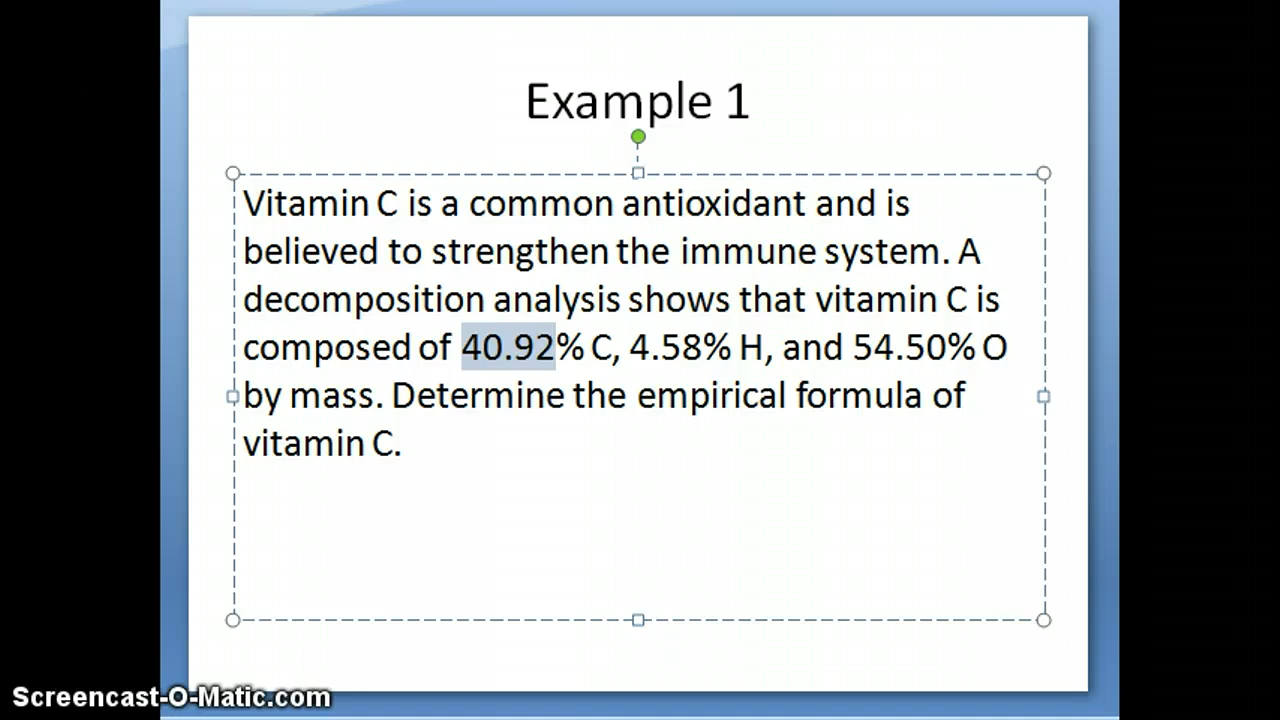 Example 1
Vitamin C is a common antioxidant and is
believed to strengthen the immune system. A
decomposition analysis shows that vitamin C is
composed of 40.92% C, 4.58% H, and 54.50% O
by mass. Determine the empirical formula of
vitamin C.
Screencast-O-Matic.com